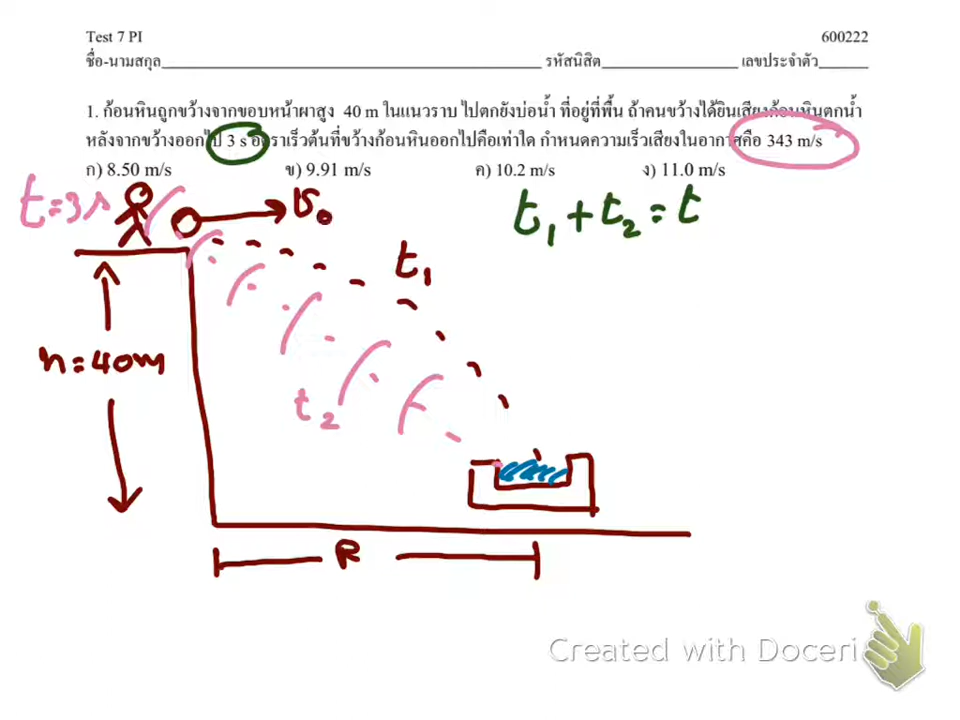 Test 7 PI 600222
ชื่อ-นามสกุล รหัสนิสิต เลขประจำตัว
1. ก้อนหินถูกขว้างจากขอบหน้าผาสูง 40 m ในแนวราบ ไปตกยังบ่อน้ำ ที่อยู่ที่พื้น ถ้าคนขว้างได้ยินเสียงก้อนหินตกน้ำ
หลังจากขว้างออกไป 3 s อัตราเร็วต้นที่ขว้างก้อนหินออกไปคือเท่าใด กำหนดความเร็วเสียงในอากาศคือ 343 m/s
ก) 8.50 m/s ข) 9.91 m/s ค) 10.2 m/s ง) 11.0 m/s
t=3s v₀ t₁+t₂=t
t₁
h=40m
t₂
R
Created with Doceri